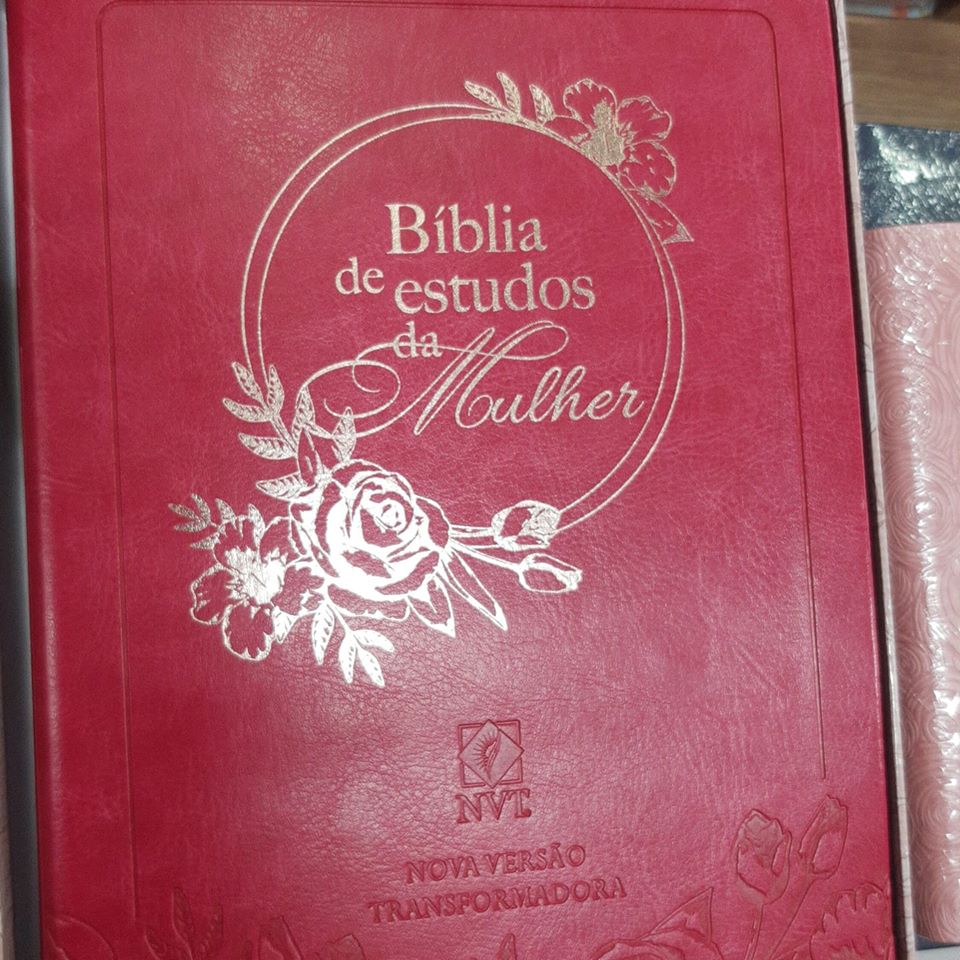 Bíblia
de estudos
da
Mulher
NVT
NOVA VERSÃO
TRANSFORMADORA